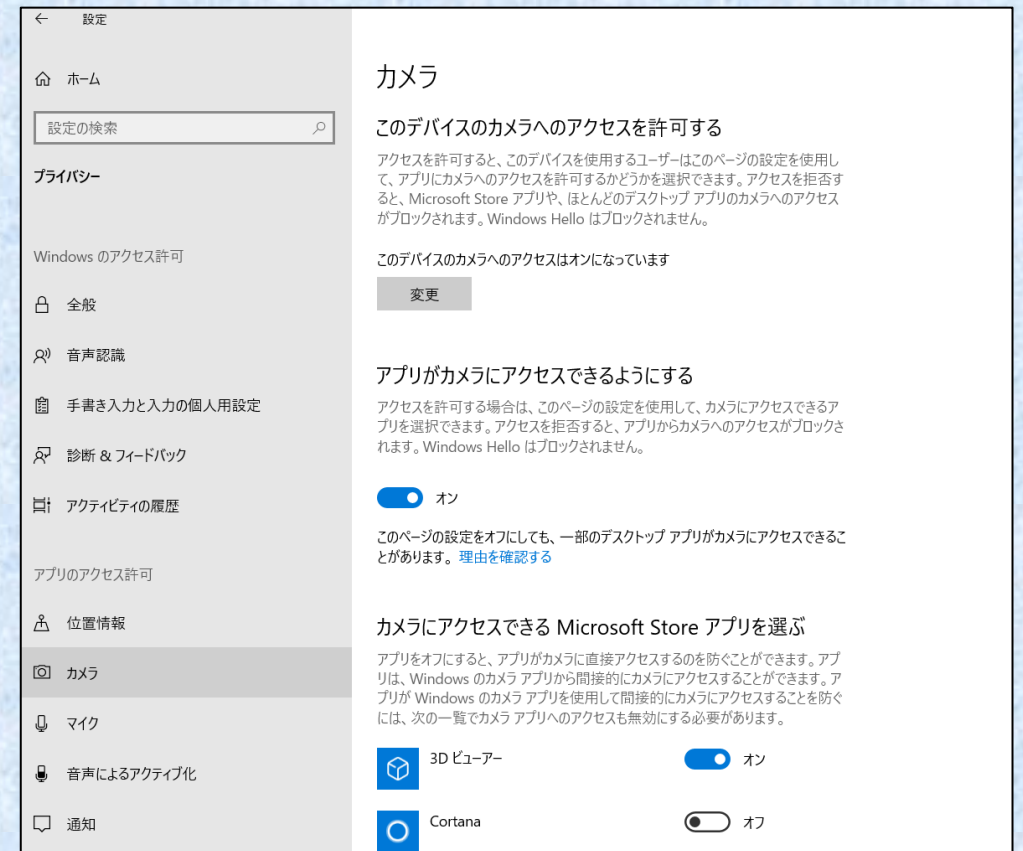 設定
ホーム
設定の検索
プライバシー
Windows のアクセス許可
全般
音声認識
手書き入力と入力の個人用設定
診断 & フィードバック
アクティビティの履歴
アプリのアクセス許可
位置情報
カメラ
マイク
音声によるアクティブ化
通知
カメラ
このデバイスのカメラへのアクセスを許可する
アクセスを許可すると、このデバイスを使用するユーザーはこのページの設定を使用し
て、アプリにカメラへのアクセスを許可するかどうかを選択できます。アクセスを拒否す
ると、Microsoft Store アプリや、ほとんどのデスクトップ アプリのカメラへのアクセス
がブロックされます。Windows Hello はブロックされません。
このデバイスのカメラへのアクセスはオンになっています
変更
アプリがカメラにアクセスできるようにする
アクセスを許可する場合は、このページの設定を使用して、カメラにアクセスできるア
プリを選択できます。アクセスを拒否すると、アプリからカメラへのアクセスがブロックさ
れます。Windows Hello はブロックされません。
オン
このページの設定をオフにしても、一部のデスクトップ アプリがカメラにアクセスできるこ
とがあります。 理由を確認する
カメラにアクセスできる Microsoft Store アプリを選ぶ
アプリをオフにすると、アプリがカメラに直接アクセスするのを防ぐことができます。アプ
リは、Windows のカメラ アプリから間接的にカメラにアクセスすることができます。ア
プリが Windows のカメラ アプリを使用して間接的にカメラにアクセスすることを防ぐ
には、次の一覧でカメラ アプリへのアクセスも無効にする必要があります。
3D ビューアー オン
Cortana オフ